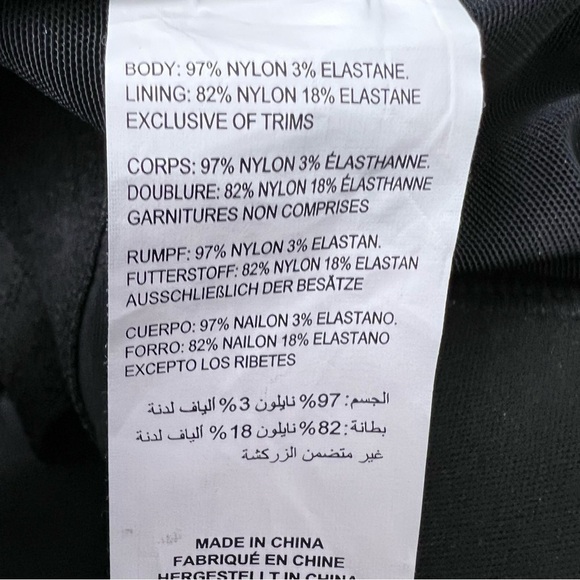 BODY: 97% NYLON 3% ELASTANE.
LINING: 82% NYLON 18% ELASTANE
EXCLUSIVE OF TRIMS
CORPS: 97% NYLON 3% ÉLASTHANNE.
DOUBLURE: 82% NYLON 18% ÉLASTHANNE
GARNITURES NON COMPRISES
RUMPF: 97% NYLON 3% ELASTAN.
FUTTERSTOFF: 82% NYLON 18% ELASTAN
AUSSCHLIEßLICH DER BESÄTZE
CUERPO: 97% NAILON 3% ELASTANO.
FORRO: 82% NAILON 18% ELASTANO
EXCEPTO LOS RIBETES
الجسم: 97% نايلون 3% ألياف لدنة
بطانة: 82% نايلون 18% ألياف لدنة
غير متضمن الزركشة
MADE IN CHINA
FABRIQUÉ EN CHINE
HERGESTELLT IN CHINA